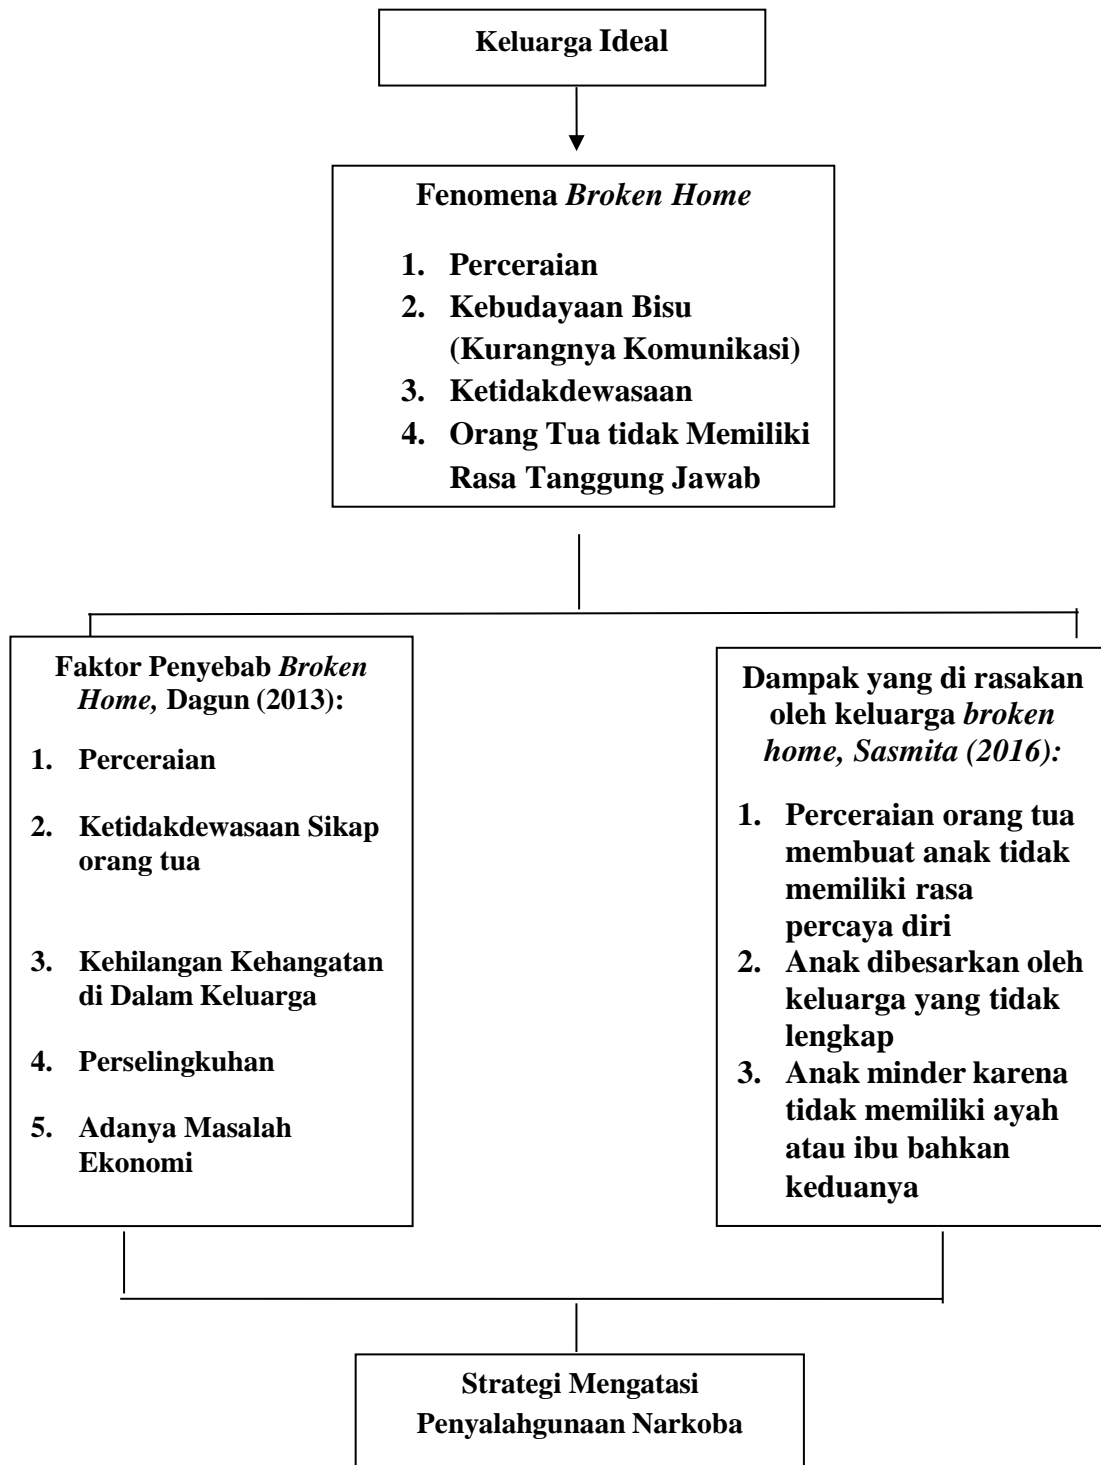 Keluarga Ideal
Fenomena Broken Home
1. Perceraian
2. Kebudayaan Bisu
(Kurangnya Komunikasi)
3. Ketidakdewasaan
4. Orang Tua tidak Memiliki
Rasa Tanggung Jawab
Faktor Penyebab Broken
Home, Dagun (2013):
1. Perceraian
2. Ketidakdewasaan Sikap
orang tua
3. Kehilangan Kehangatan
di Dalam Keluarga
4. Perselingkuhan
5. Adanya Masalah
Ekonomi
Dampak yang di rasakan
oleh keluarga broken
home, Sasmita (2016):
1. Perceraian orang tua
membuat anak tidak
memiliki rasa
percaya diri
2. Anak dibesarkan oleh
keluarga yang tidak
lengkap
3. Anak minder karena
tidak memiliki ayah
atau ibu bahkan
keduanya
Strategi Mengatasi
Penyalahgunaan Narkoba